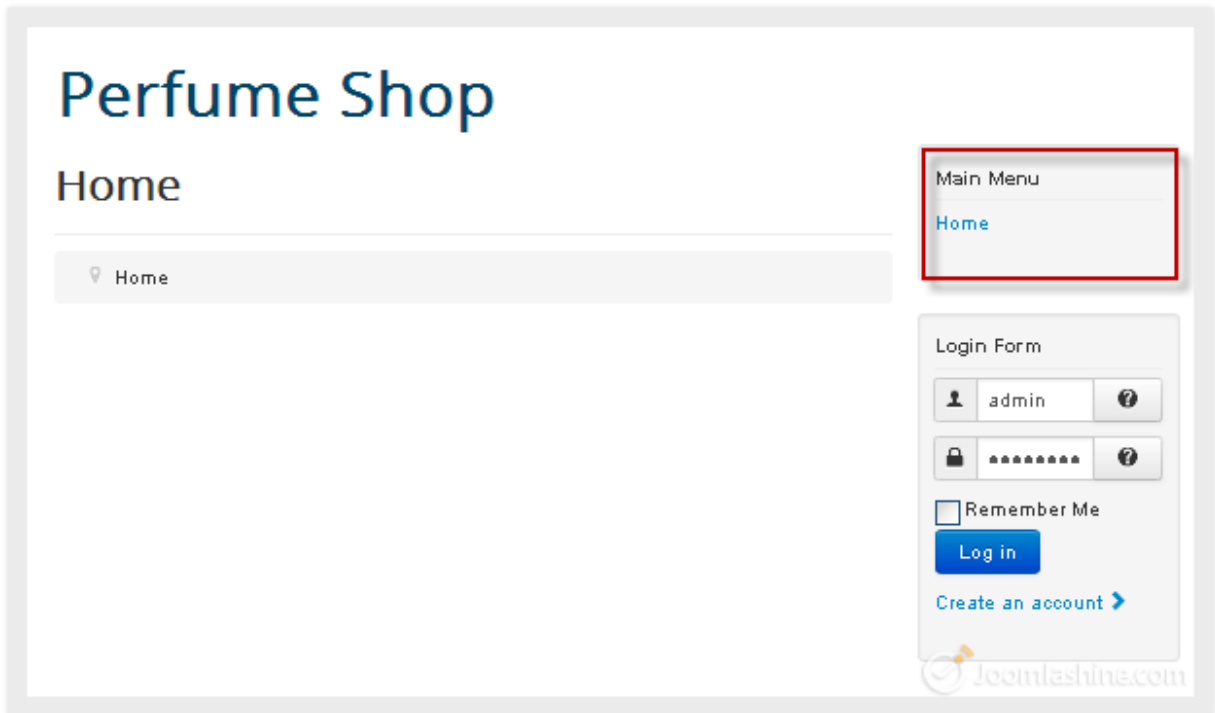 Perfume Shop
Home
Home
Main Menu
Home
Login Form
admin
Remember Me
Log in
Create an account
Joomlashine.com